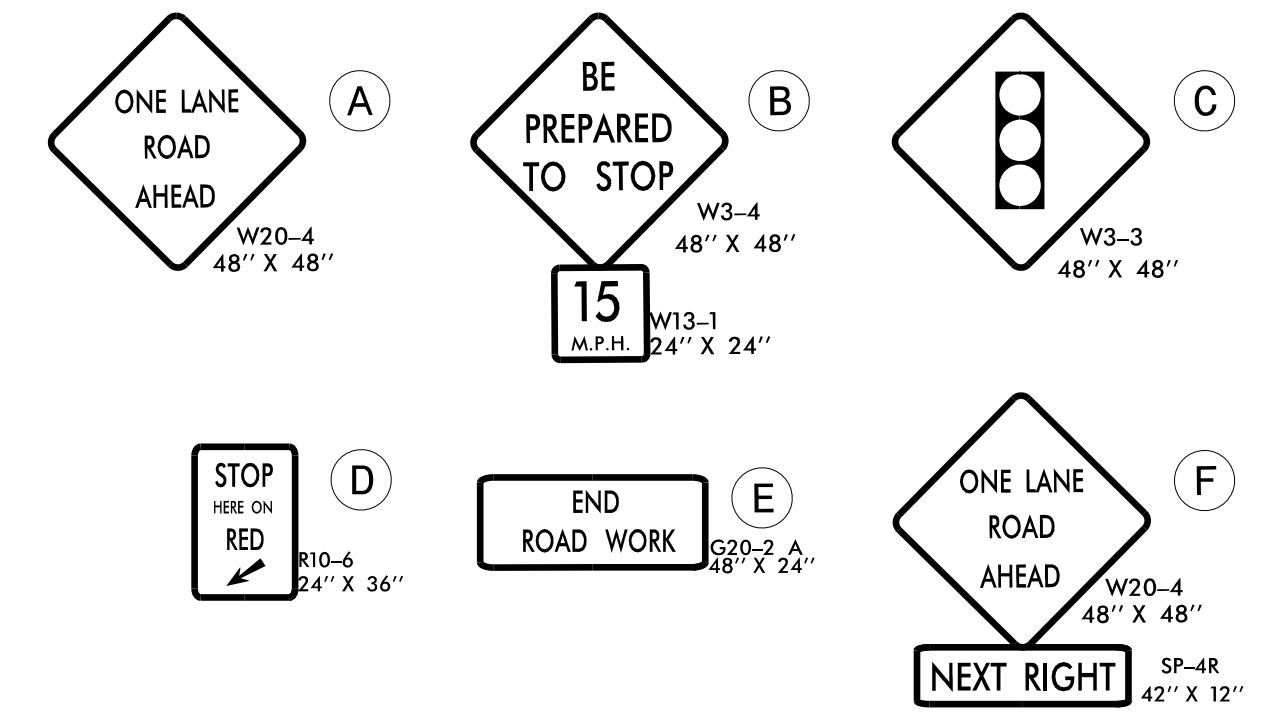 ONE LANE
ROAD
AHEAD
W20–4
48’’ X 48’’
A
BE
PREPARED
TO STOP
W3–4
48’’ X 48’’
15
M.P.H.
W13–1
24’’ X 24’’
B
C
W3–3
48’’ X 48’’
STOP
HERE ON
RED
R10–6
24’’ X 36’’
D
END
ROAD WORK
G20–2 A
48’’ X 24’’
E
ONE LANE
ROAD
AHEAD
W20–4
48’’ X 48’’
NEXT RIGHT
SP–4R
42’’ X 12’’
F